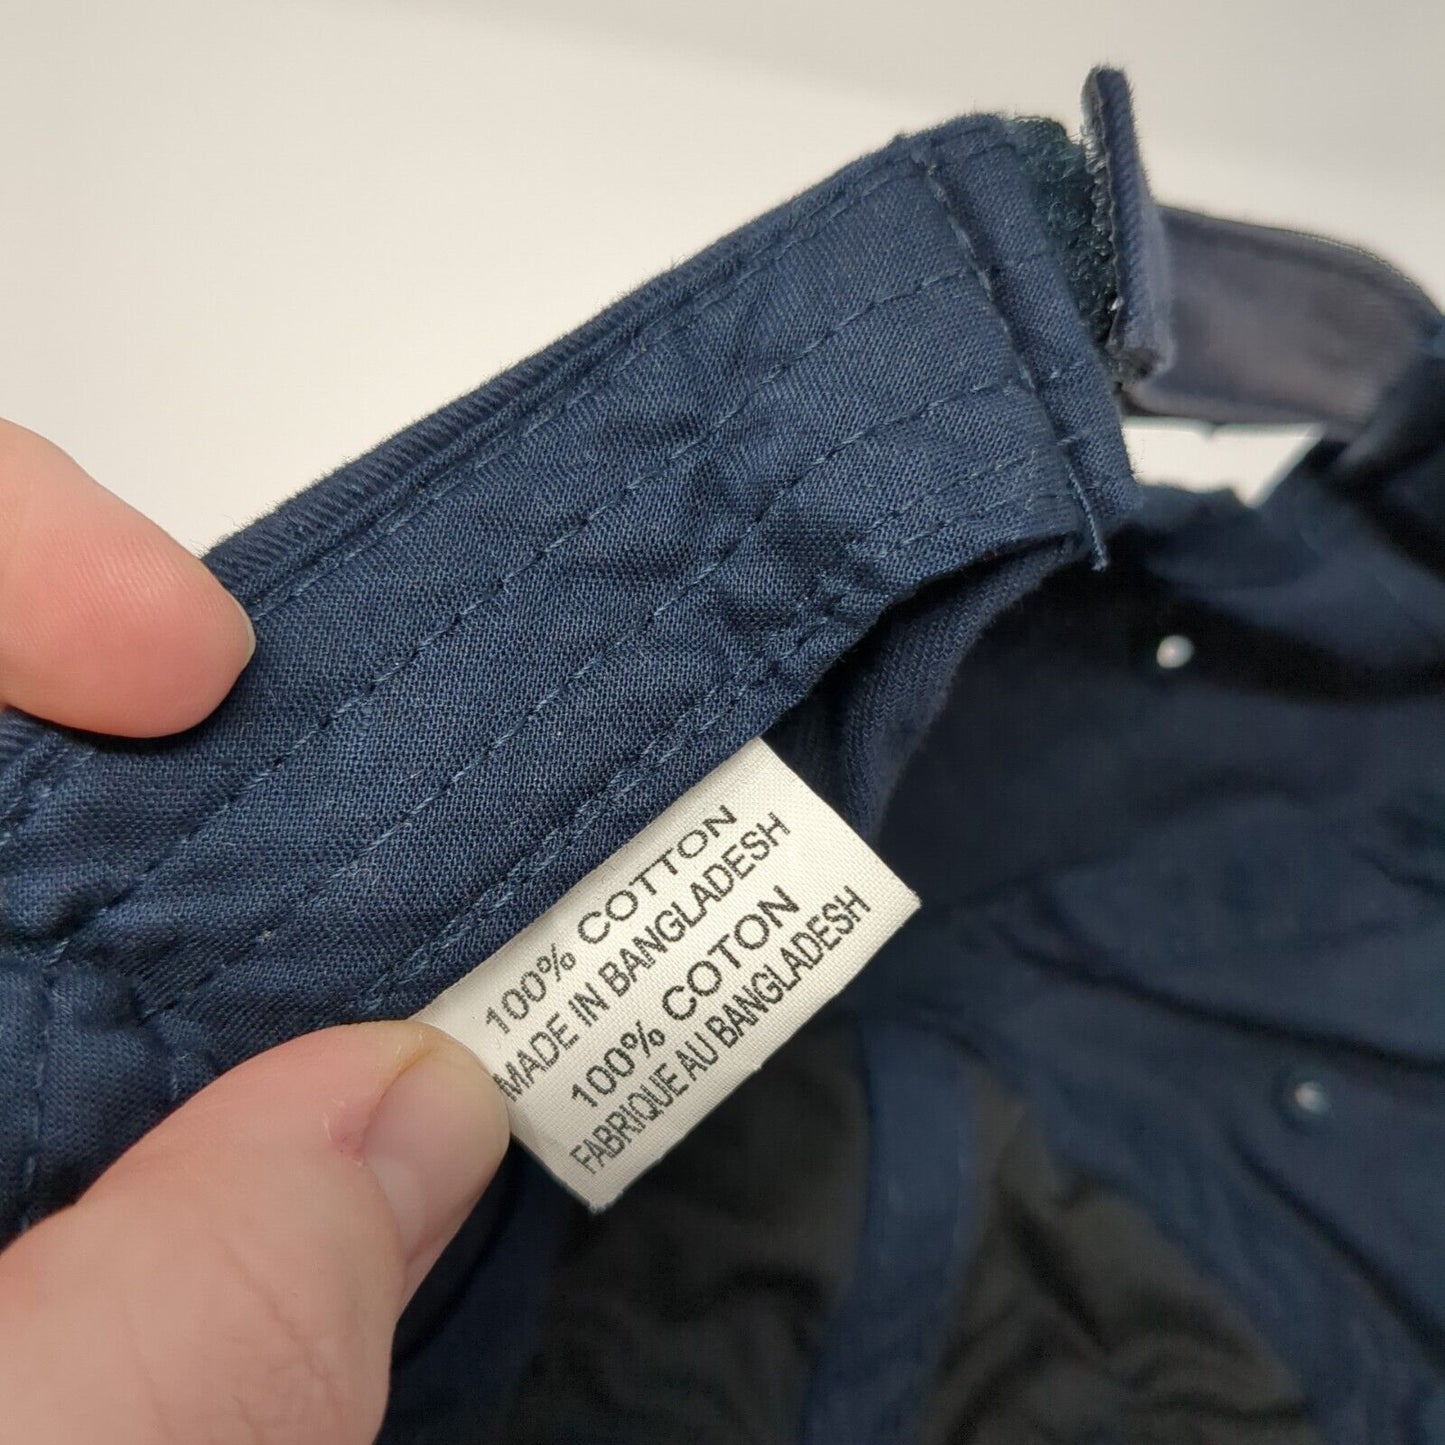 100% COTTON
MADE IN BANGLADESH
100% COTON
FABRIQUE AU BANGLADESH